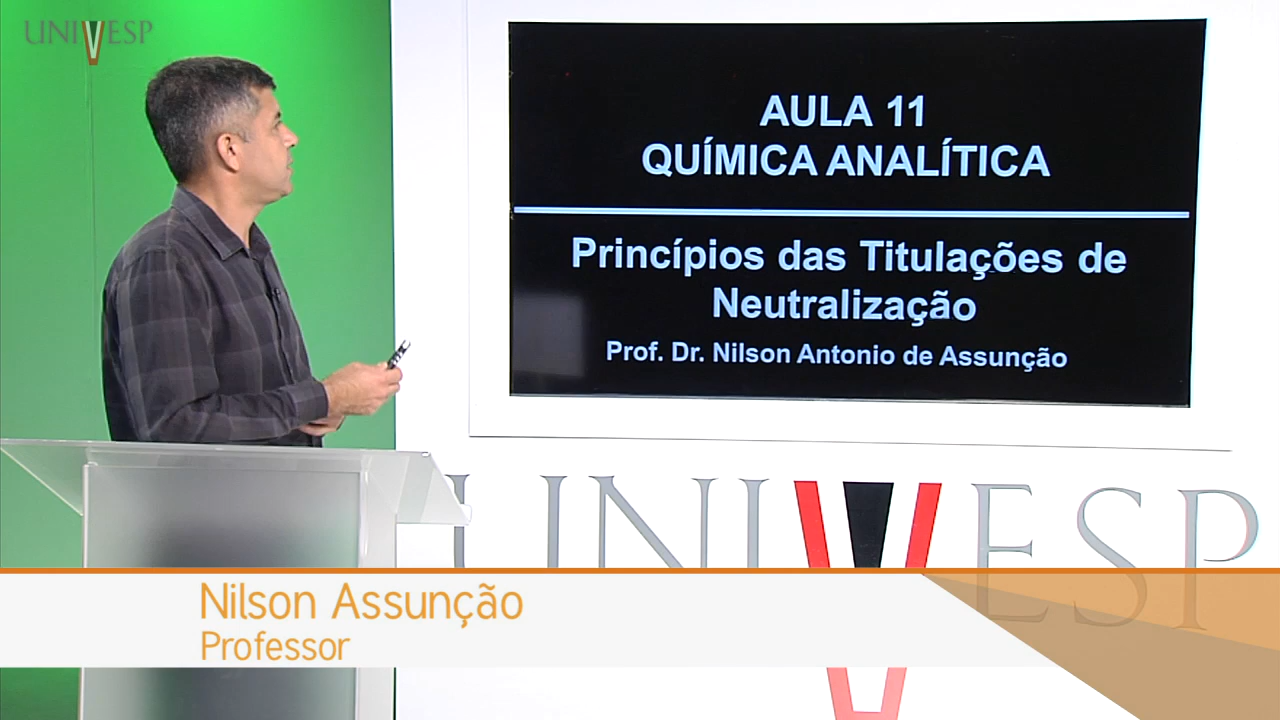 UNIVESP
AULA 11
QUÍMICA ANALÍTICA
Princípios das Titulações de
Neutralização
Prof. Dr. Nilson Antonio de Assunção
UNIVESP
Nilson Assunção
Professor